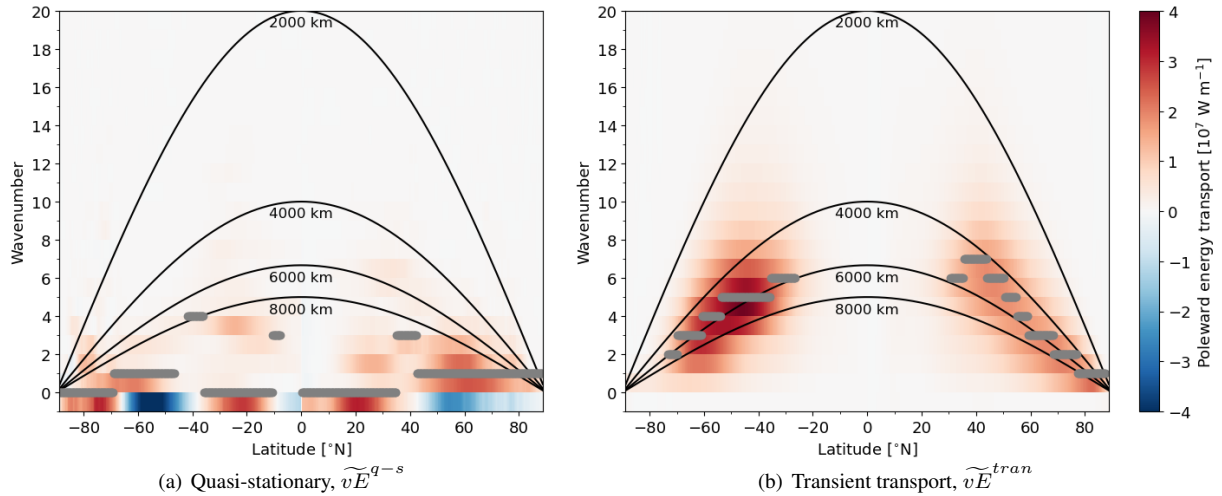 20
18
16
14
12
10
8
6
4
2
0
Wavenumber
2000 km
4000 km
6000 km
8000 km
−80 −60 −40 −20 0 20 40 60 80
Latitude [°N]
(a) Quasi-stationary, $\widetilde{vE}^{q-s}$
20
18
16
14
12
10
8
6
4
2
0
Wavenumber
2000 km
4000 km
6000 km
8000 km
−80 −60 −40 −20 0 20 40 60 80
Latitude [°N]
(b) Transient transport, $\widetilde{vE}^{tran}$
4
3
2
1
0
−1
−2
−3
−4
Poleward energy transport [10⁷ W m⁻¹]